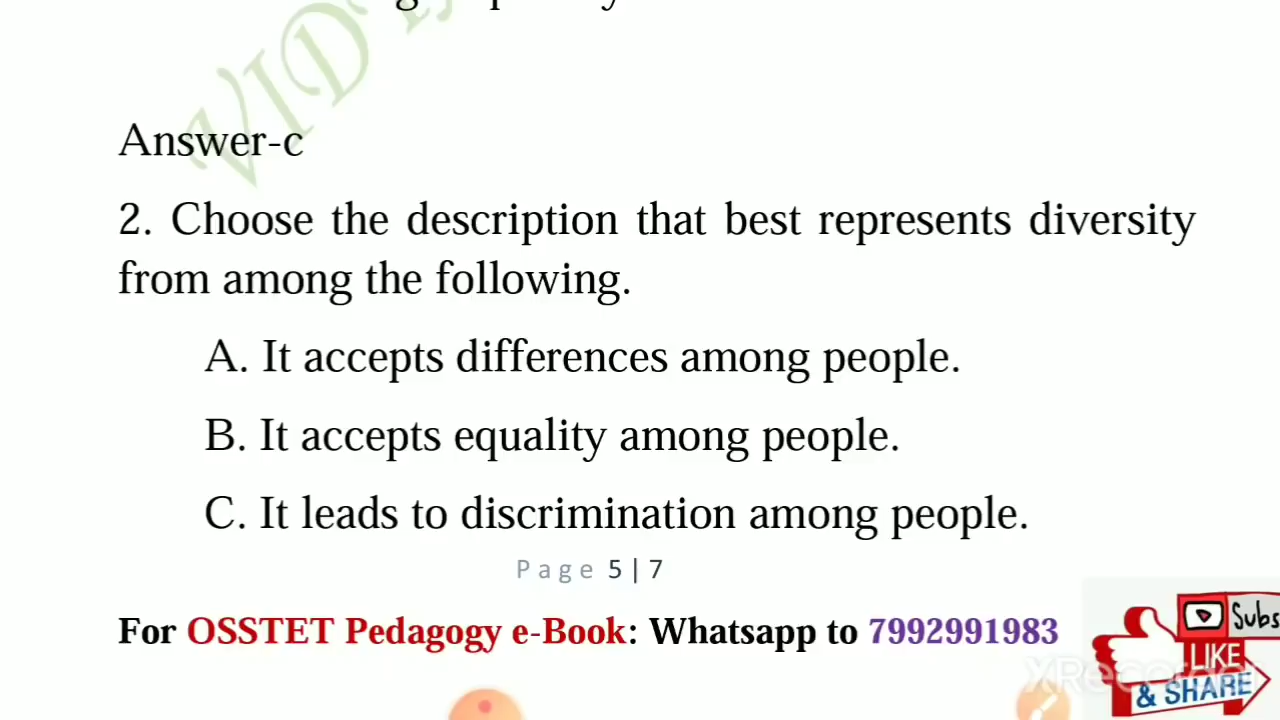 Answer-c
2. Choose the description that best represents diversity
from among the following.
A. It accepts differences among people.
B. It accepts equality among people.
C. It leads to discrimination among people.
Page 5 | 7
For OSSTET Pedagogy e-Book: Whatsapp to 7992991983
Subs
LIKE
& SHARE
XRecorder